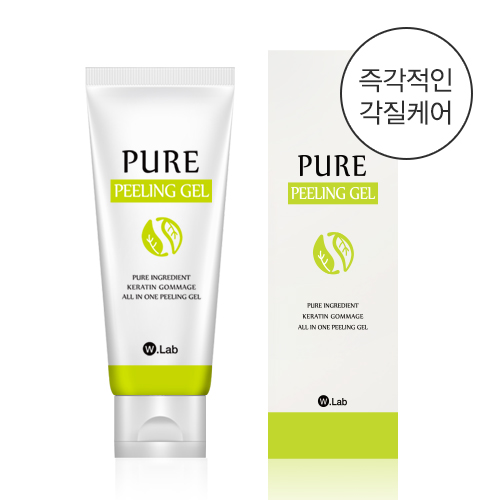 즉각적인
각질케어
PURE
PEELING GEL
PURE INGREDIENT
KERATIN GOMMAGE
ALL IN ONE PEELING GEL
W.Lab
PURE
PEELING GEL
PURE INGREDIENT
KERATIN GOMMAGE
ALL IN ONE PEELING GEL
W.Lab